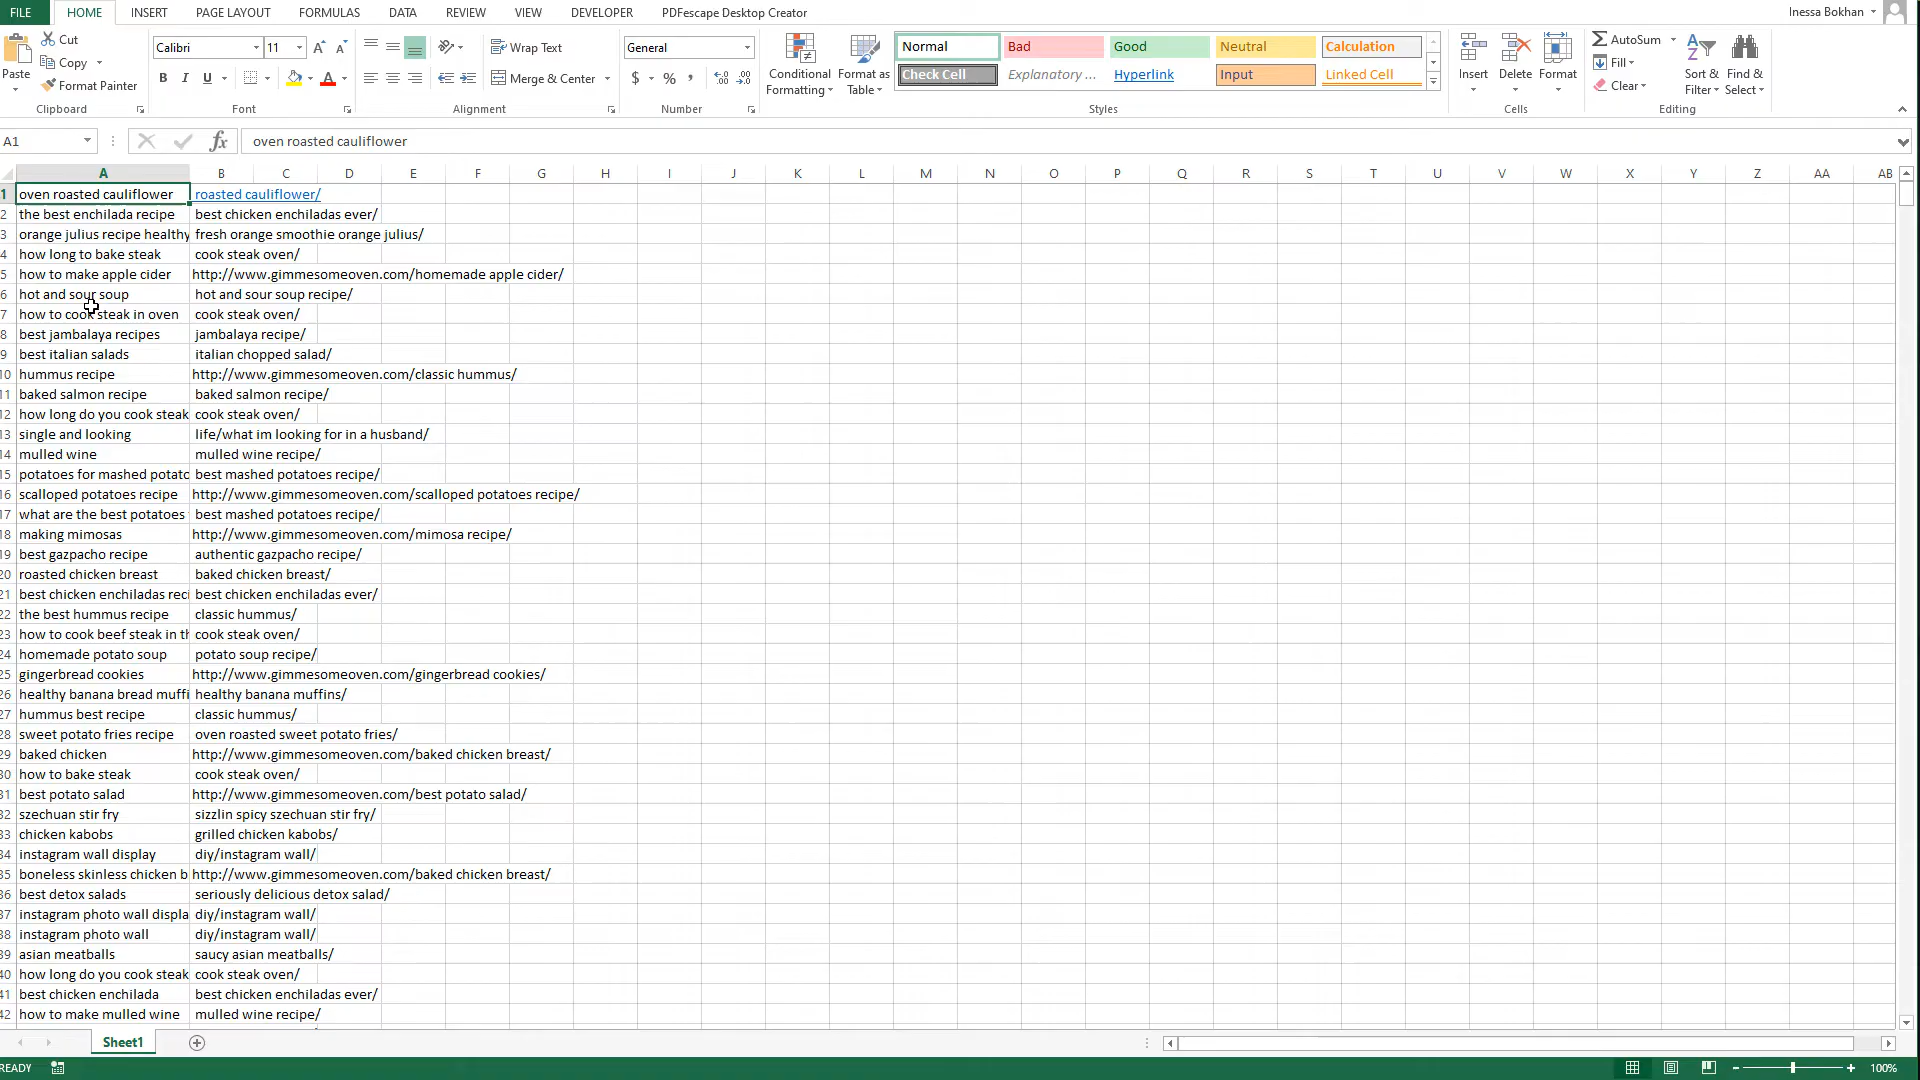 FILE HOME INSERT PAGE LAYOUT FORMULAS DATA REVIEW VIEW DEVELOPER PDFescape Desktop Creator Inessa Bokhan
Paste Cut Copy Format Painter Clipboard
Calibri 11 B I U A Font
Wrap Text Merge & Center Alignment
General $ % Number
Conditional Formatting Format as Table
Normal Bad Good Neutral Calculation
Check Cell Explanatory ... Hyperlink Input Linked Cell
Styles
Insert Delete Format Cells
AutoSum Fill Clear Sort & Filter Find & Select Editing
A1 fx oven roasted cauliflower
A B C D E F G H I J K L M N O P Q R S T U V W X Y Z AA AB
1 oven roasted cauliflower roasted cauliflower/
2 the best enchilada recipe best chicken enchiladas ever/
3 orange julius recipe healthy fresh orange smoothie orange julius/
4 how long to bake steak cook steak oven/
5 how to make apple cider http://www.gimmesomeoven.com/homemade apple cider/
6 hot and sour soup hot and sour soup recipe/
7 how to cook steak in oven cook steak oven/
8 best jambalaya recipes jambalaya recipe/
9 best italian salads italian chopped salad/
10 hummus recipe http://www.gimmesomeoven.com/classic hummus/
11 baked salmon recipe baked salmon recipe/
12 how long do you cook steak cook steak oven/
13 single and looking life/what im looking for in a husband/
14 mulled wine mulled wine recipe/
15 potatoes for mashed potatc best mashed potatoes recipe/
16 scalloped potatoes recipe http://www.gimmesomeoven.com/scalloped potatoes recipe/
17 what are the best potatoes best mashed potatoes recipe/
18 making mimosas http://www.gimmesomeoven.com/mimosa recipe/
19 best gazpacho recipe authentic gazpacho recipe/
20 roasted chicken breast baked chicken breast/
21 best chicken enchiladas reci best chicken enchiladas ever/
22 the best hummus recipe classic hummus/
23 how to cook beef steak in th cook steak oven/
24 homemade potato soup potato soup recipe/
25 gingerbread cookies http://www.gimmesomeoven.com/gingerbread cookies/
26 healthy banana bread muffi healthy banana muffins/
27 hummus best recipe classic hummus/
28 sweet potato fries recipe oven roasted sweet potato fries/
29 baked chicken http://www.gimmesomeoven.com/baked chicken breast/
30 how to bake steak cook steak oven/
31 best potato salad http://www.gimmesomeoven.com/best potato salad/
32 szechuan stir fry sizzlin spicy szechuan stir fry/
33 chicken kabobs grilled chicken kabobs/
34 instagram wall display diy/instagram wall/
35 boneless skinless chicken b http://www.gimmesomeoven.com/baked chicken breast/
36 best detox salads seriously delicious detox salad/
37 instagram photo wall displa diy/instagram wall/
38 instagram photo wall diy/instagram wall/
39 asian meatballs saucy asian meatballs/
40 how long do you cook steak cook steak oven/
41 best chicken enchilada best chicken enchiladas ever/
42 how to make mulled wine mulled wine recipe/
Sheet1
READY 100%